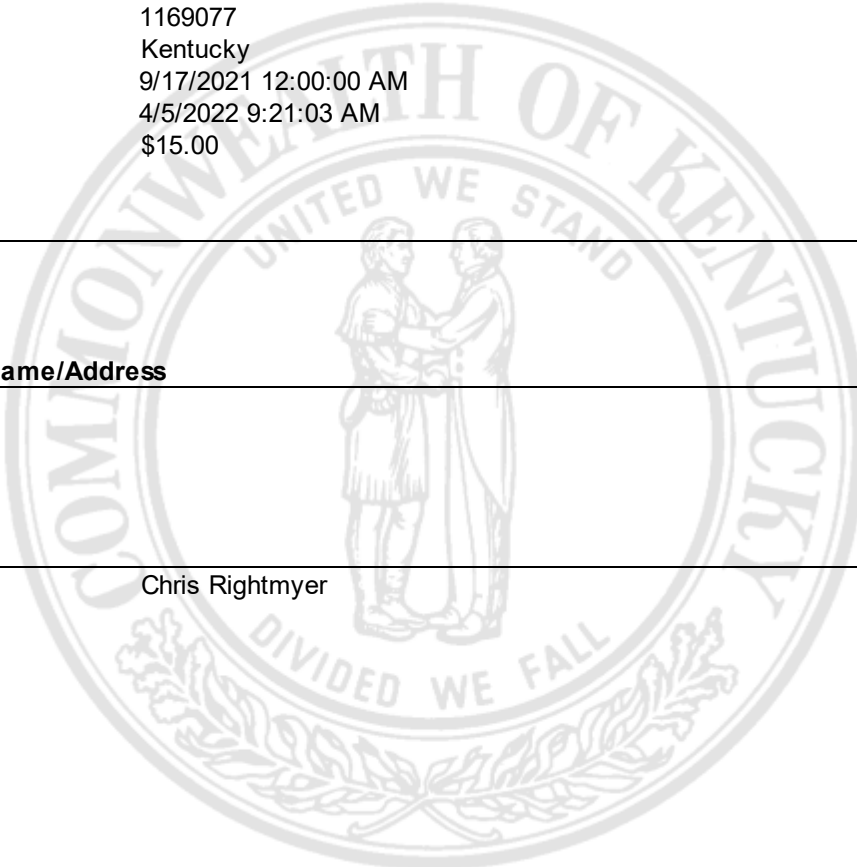 1169077
Kentucky
9/17/2021 12:00:00 AM
4/5/2022 9:21:03 AM
$15.00
COMMONWEALTH OF KENTUCKY
UNITED WE STAND
ame/Address
Chris Rightmyer
DIVIDED WE FALL